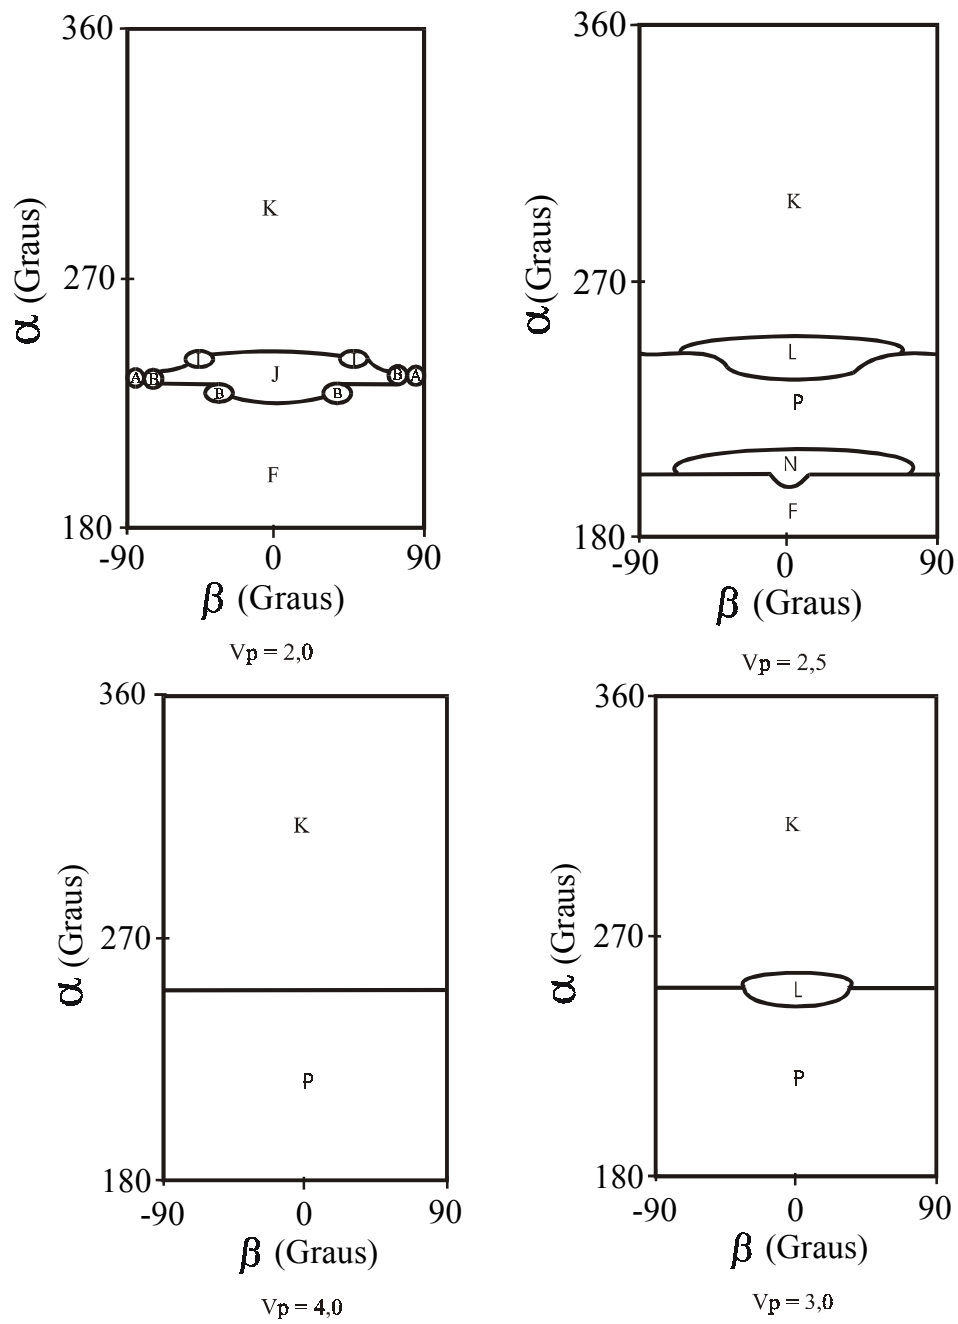 360
K
α (Graus)
270
I I
J
A B B A
B B
F
180
-90 0 90
β (Graus)
Vp = 2,0
360
K
α (Graus)
270
L
P
N
F
180
-90 0 90
β (Graus)
Vp = 2,5
360
K
α (Graus)
270
P
180
-90 0 90
β (Graus)
Vp = 4,0
360
K
α (Graus)
270
L
P
180
-90 0 90
β (Graus)
Vp = 3,0